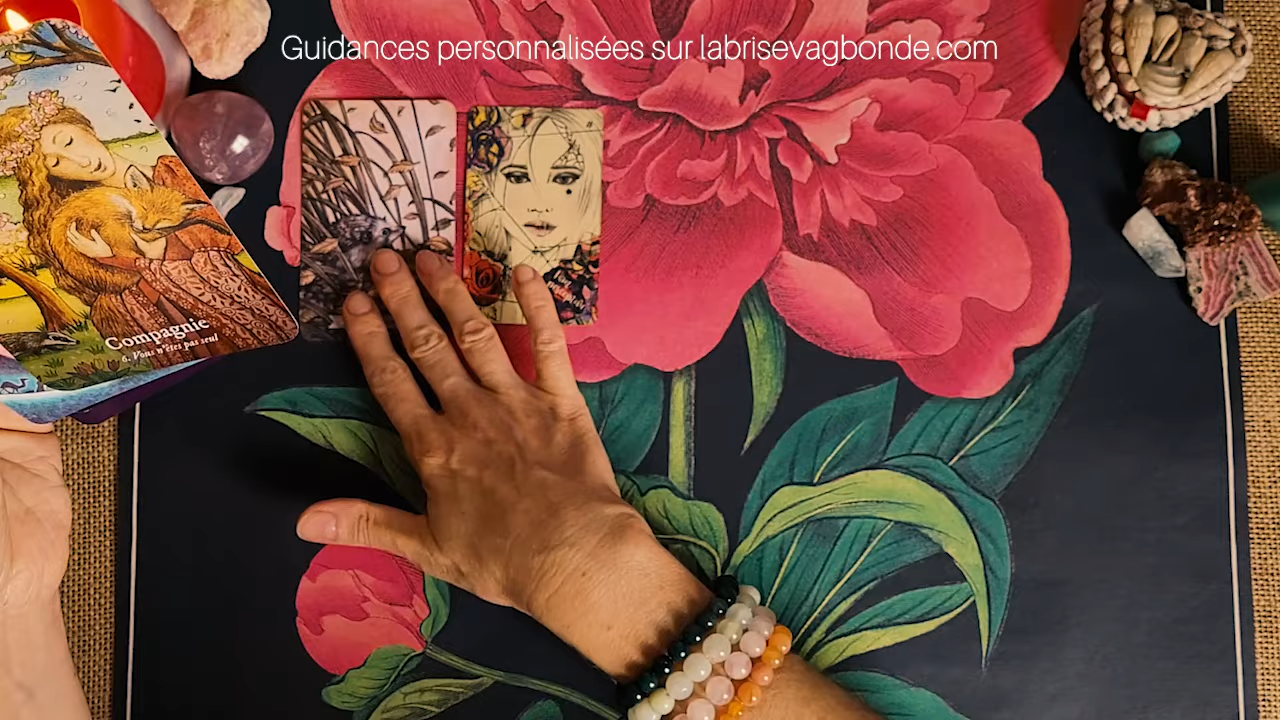 Guidances personnalisées sur labrisevagbonde.com
Compagnie
6. Vous n'êtes pas seul